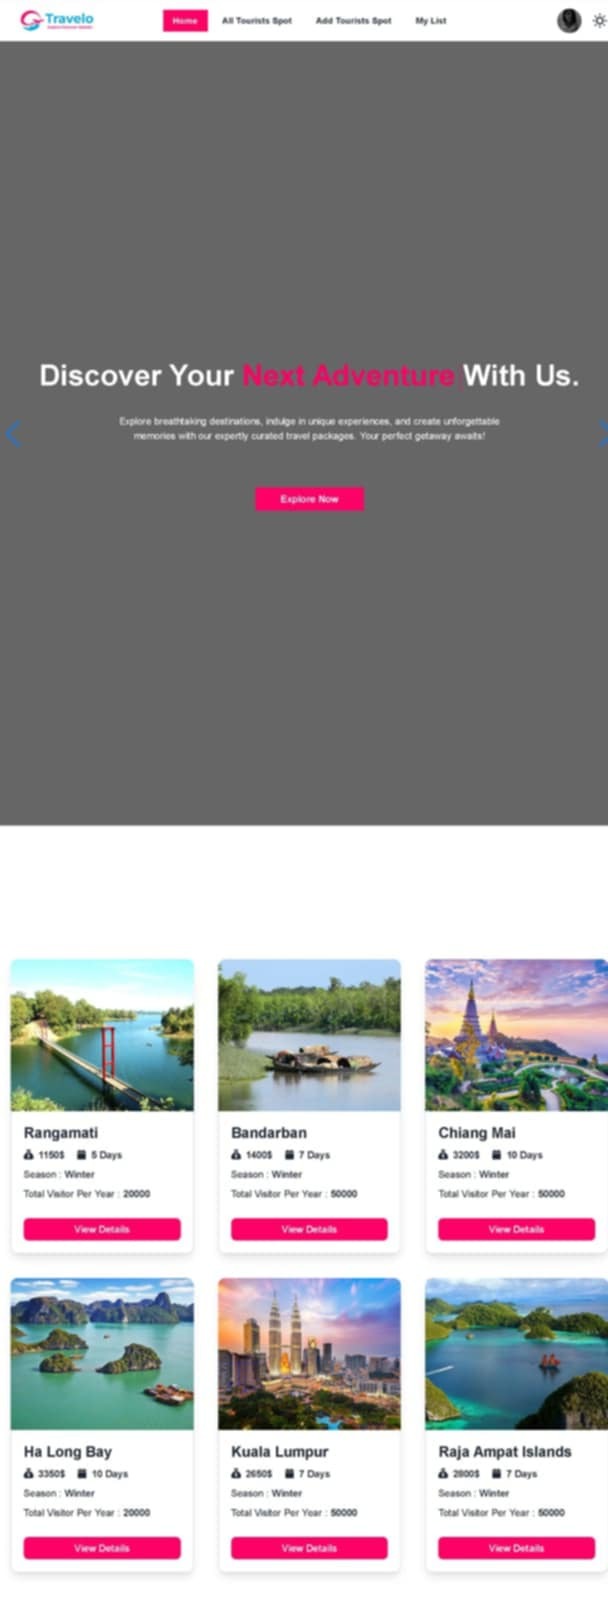 Travelo
Home
All Tourists Spot
Add Tourists Spot
My List
Discover Your Next Adventure With Us.
Explore breathtaking destinations, indulge in unique experiences, and create unforgettable
memories with our expertly curated travel packages. Your perfect getaway awaits!
Explore Now
Rangamati
1150$ 5 Days
Season : Winter
Total Visitor Per Year : 20000
View Details
Bandarban
1400$ 7 Days
Season : Winter
Total Visitor Per Year : 50000
View Details
Chiang Mai
3200$ 10 Days
Season : Winter
Total Visitor Per Year : 50000
View Details
Ha Long Bay
3350$ 10 Days
Season : Winter
Total Visitor Per Year : 20000
View Details
Kuala Lumpur
2650$ 7 Days
Season : Winter
Total Visitor Per Year : 50000
View Details
Raja Ampat Islands
2800$ 7 Days
Season : Winter
Total Visitor Per Year : 50000
View Details